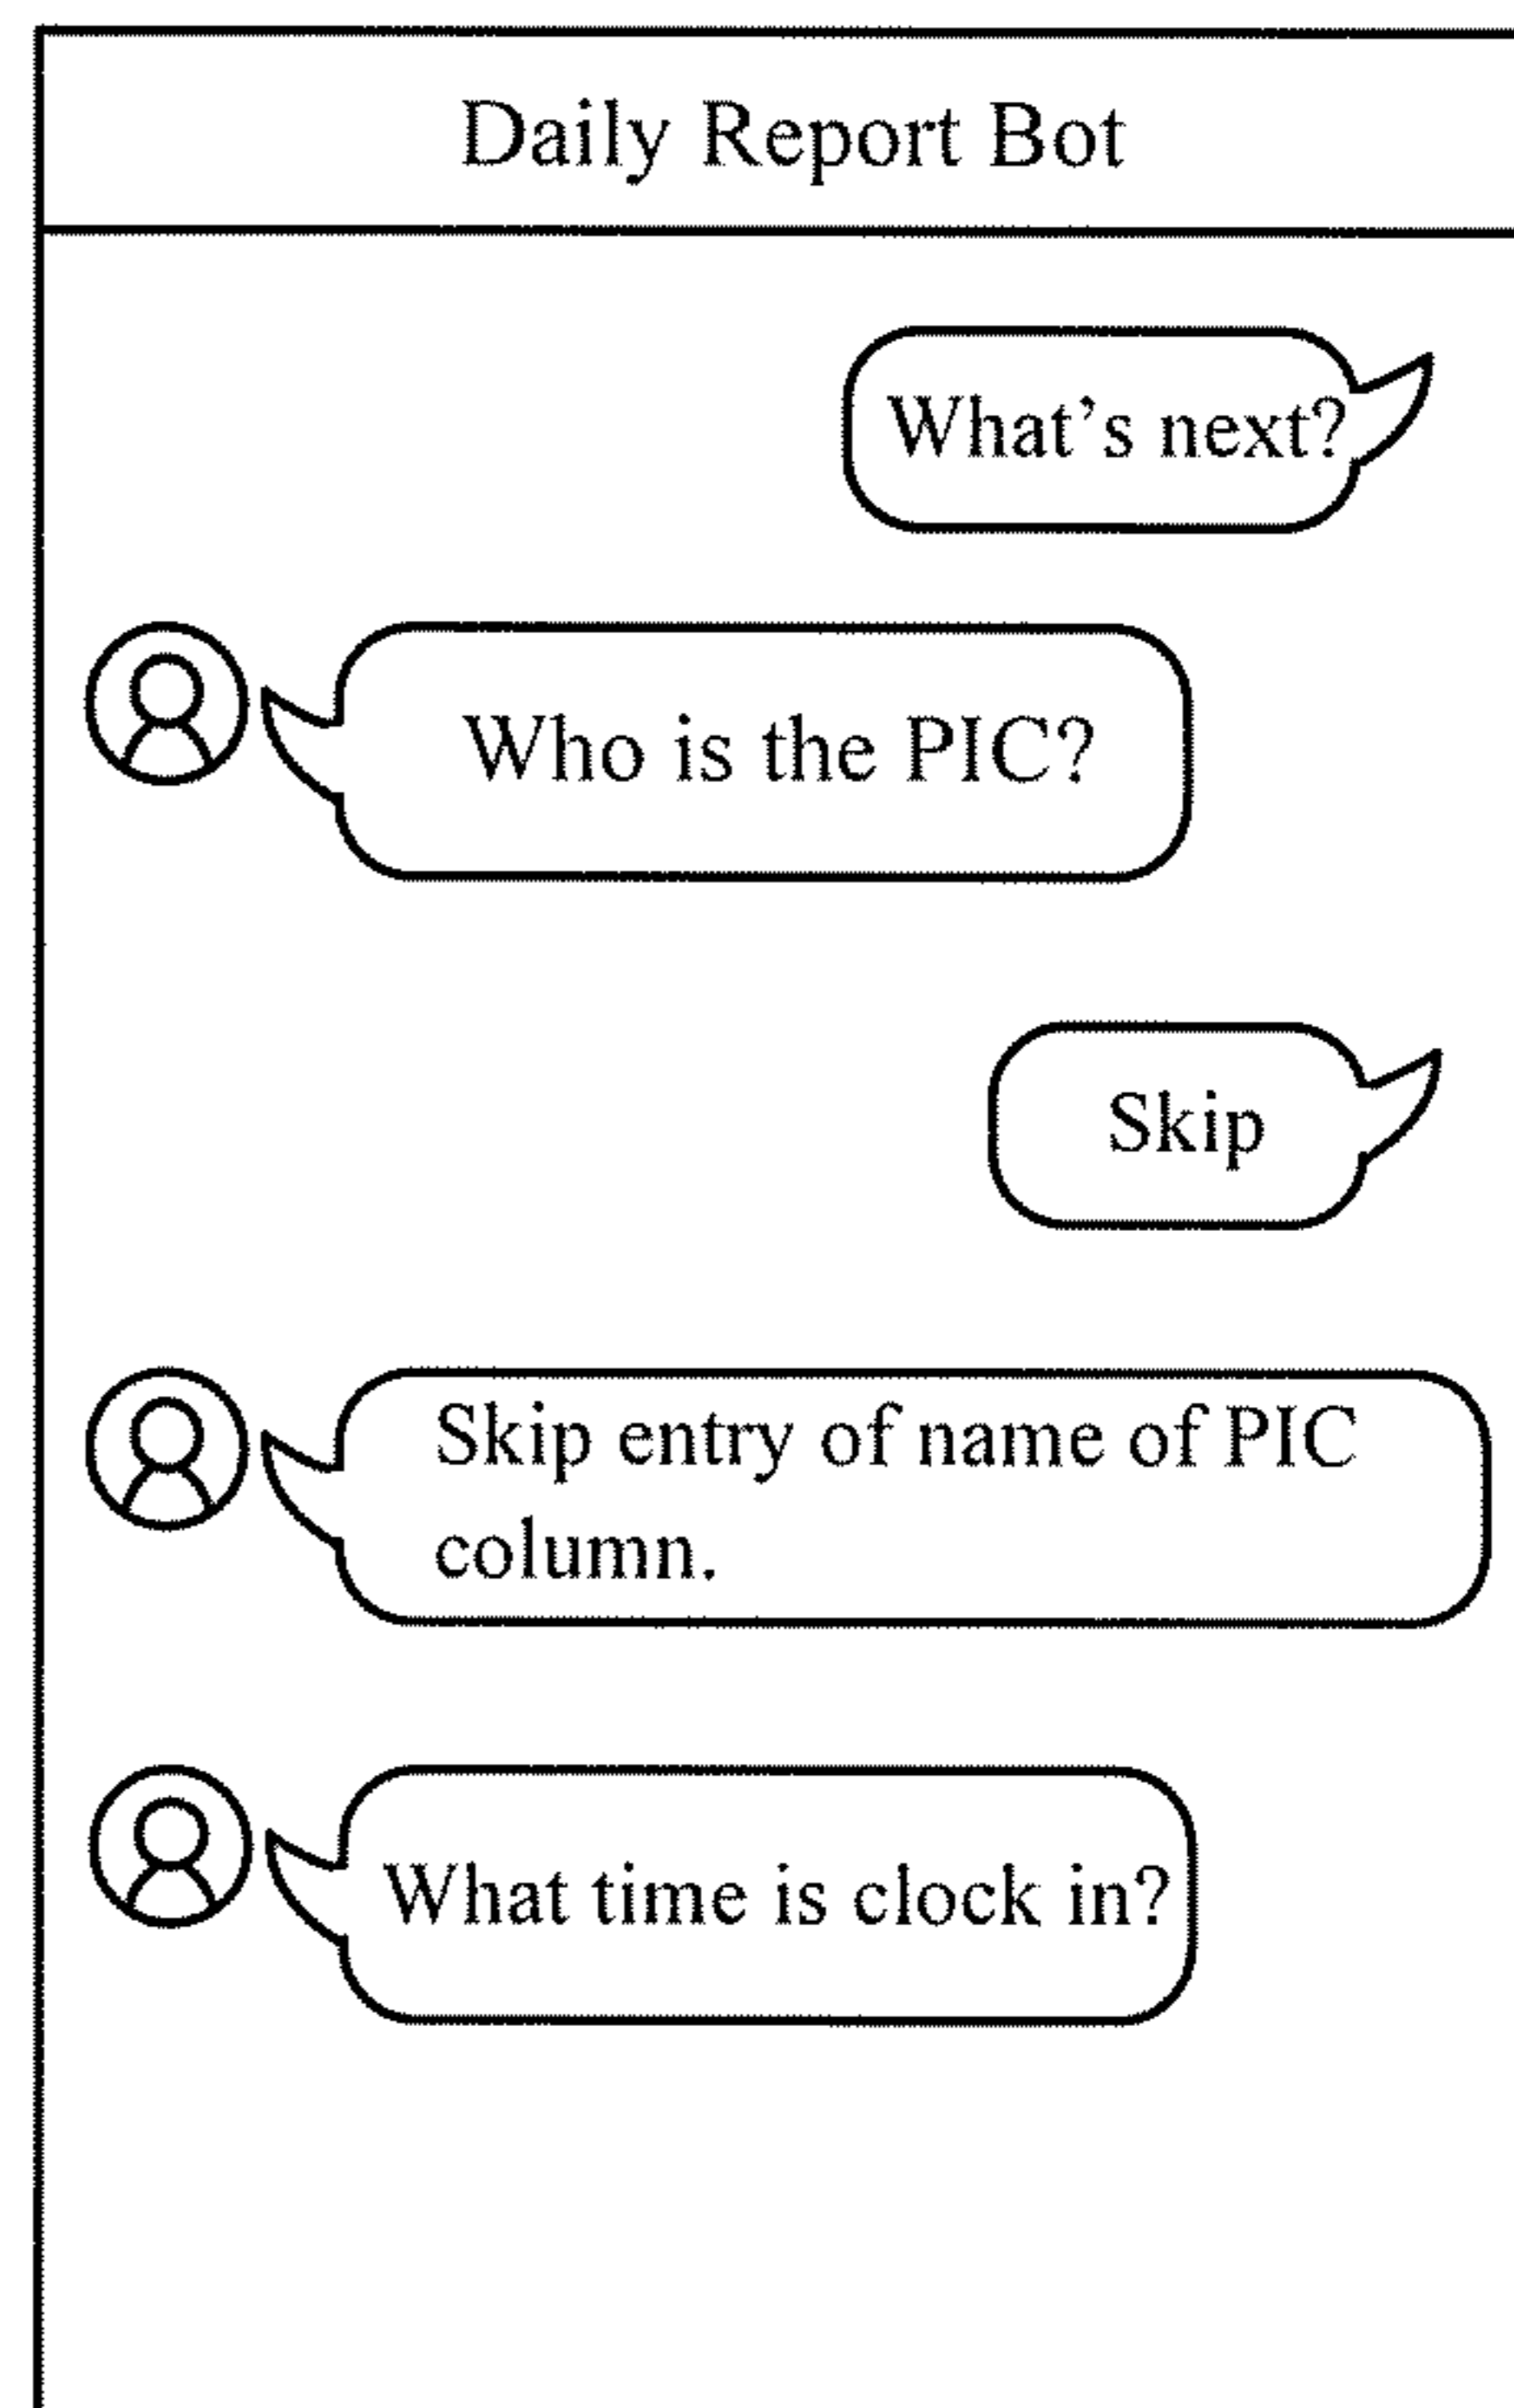 Daily Report Bot
What's next?
Who is the PIC?
Skip
Skip entry of name of PIC
column.
What time is clock in?